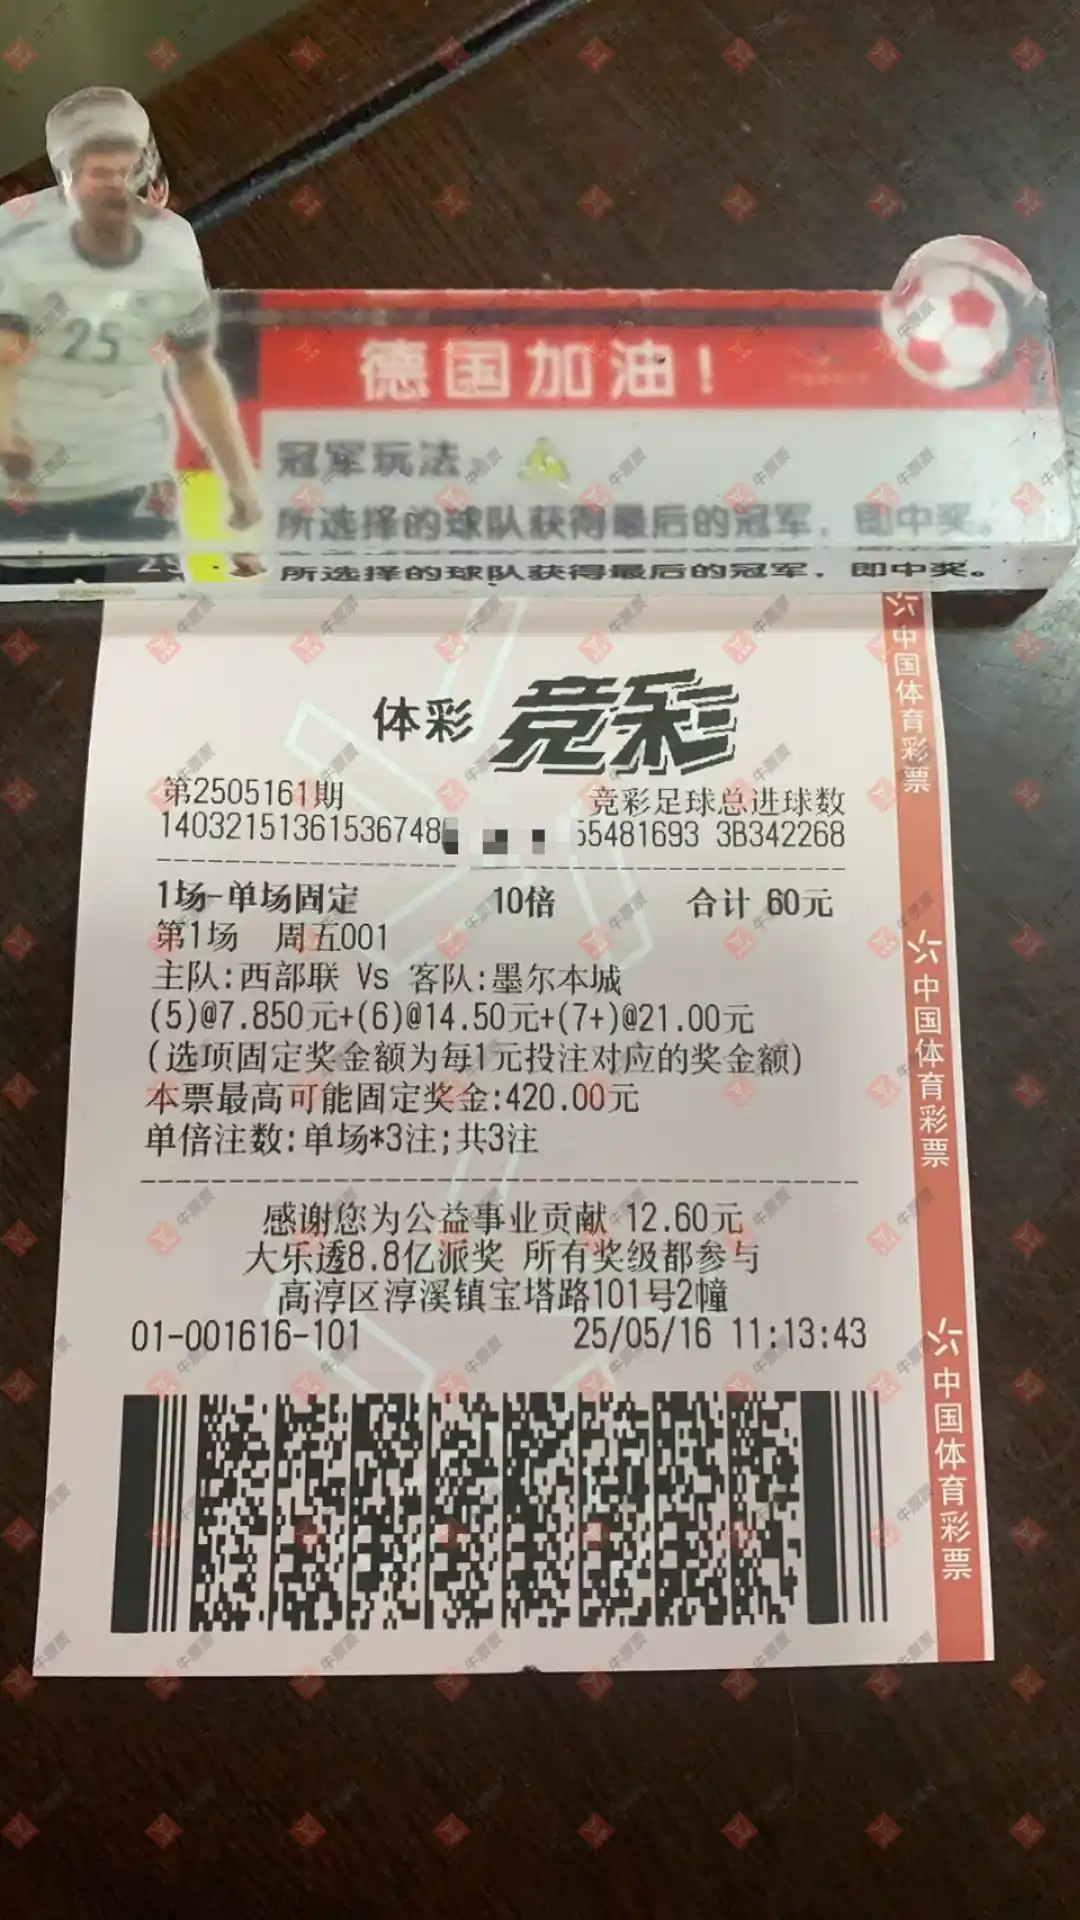 25
德国加油！
冠军玩法
所选择的球队获得最后的冠军，即中奖。
所选择的球队获得最后的冠军，即中奖。
体彩 竞彩
第2505161期 竞彩足球总进球数
14032151361536748 55481693 3B342268
1场-单场固定 10倍 合计 60元
第1场 周五001
主队:西部联 Vs 客队:墨尔本城
(5)@7.850元+(6)@14.50元+(7+)@21.00元
(选项固定奖金额为每1元投注对应的奖金额)
本票最高可能固定奖金:420.00元
单倍注数:单场*3注;共3注
感谢您为公益事业贡献 12.60元
大乐透8.8亿派奖 所有奖级都参与
高淳区淳溪镇宝塔路101号2幢
01-001616-101 25/05/16 11:13:43
中国体育彩票
中国体育彩票
中国体育彩票
牛票票